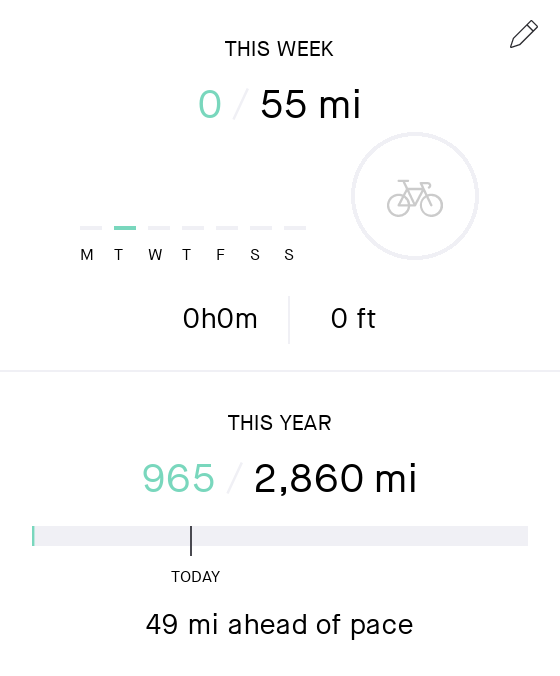 THIS WEEK
0 / 55 mi
M T W T F S S
0h0m 0 ft
THIS YEAR
965 / 2,860 mi
TODAY
49 mi ahead of pace